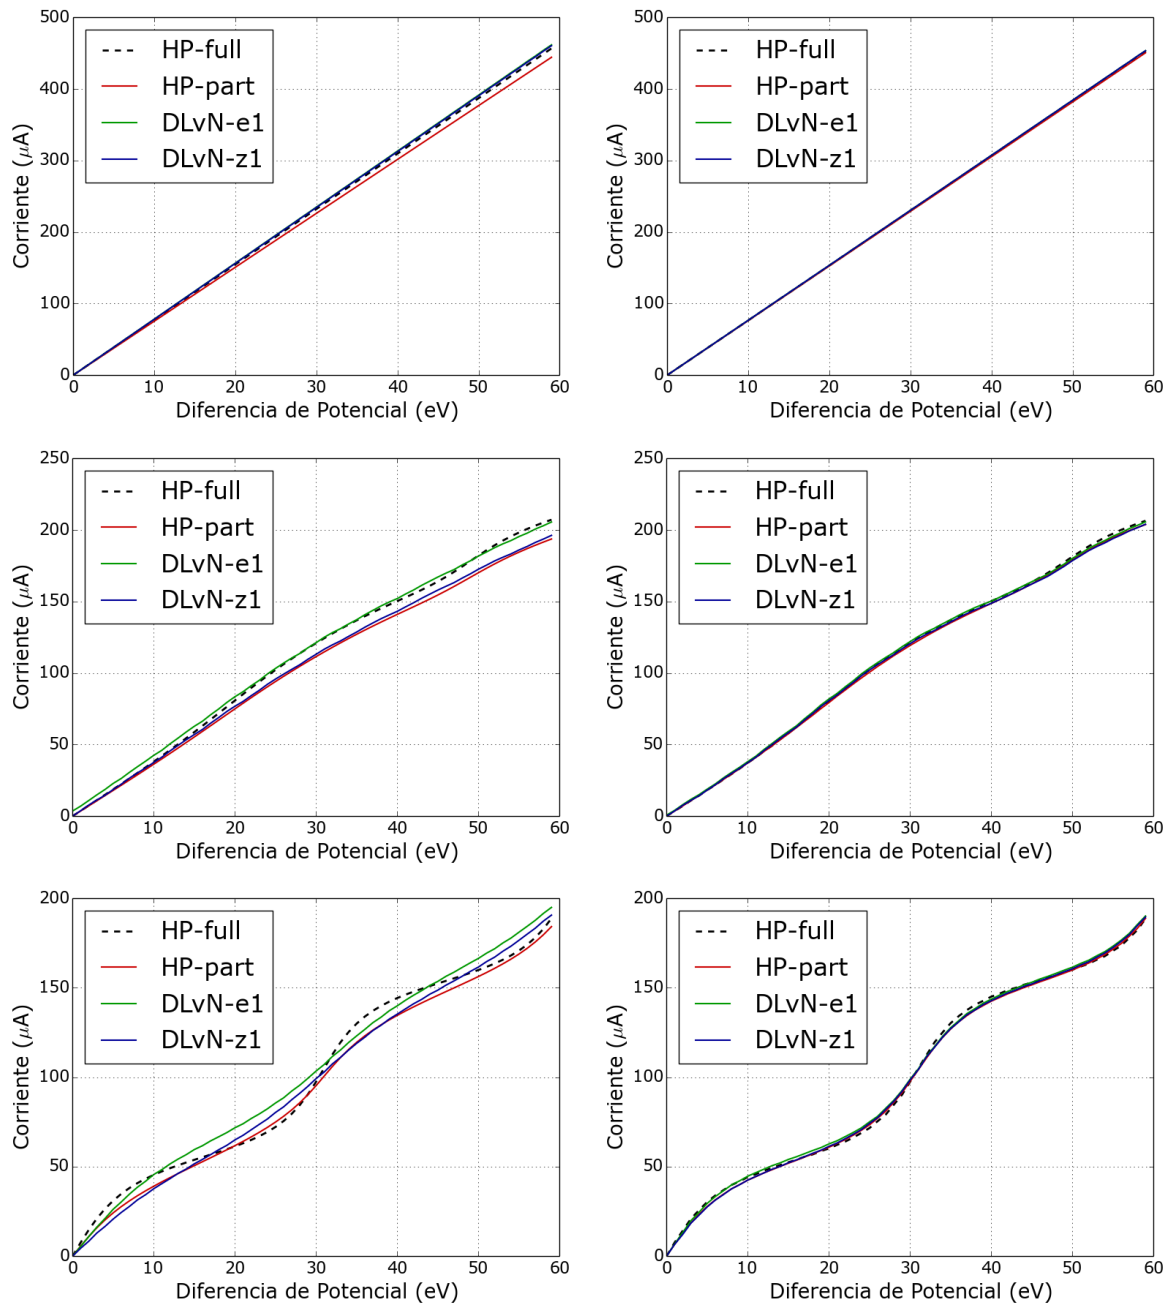 500
400
300
200
100
0
HP-full
HP-part
DLvN-e1
DLvN-z1
Corriente (μA)
0 10 20 30 40 50 60
Diferencia de Potencial (eV)
500
400
300
200
100
0
HP-full
HP-part
DLvN-e1
DLvN-z1
Corriente (μA)
0 10 20 30 40 50 60
Diferencia de Potencial (eV)
250
200
150
100
50
0
HP-full
HP-part
DLvN-e1
DLvN-z1
Corriente (μA)
0 10 20 30 40 50 60
Diferencia de Potencial (eV)
250
200
150
100
50
0
HP-full
HP-part
DLvN-e1
DLvN-z1
Corriente (μA)
0 10 20 30 40 50 60
Diferencia de Potencial (eV)
200
150
100
50
0
HP-full
HP-part
DLvN-e1
DLvN-z1
Corriente (μA)
0 10 20 30 40 50 60
Diferencia de Potencial (eV)
200
150
100
50
0
HP-full
HP-part
DLvN-e1
DLvN-z1
Corriente (μA)
0 10 20 30 40 50 60
Diferencia de Potencial (eV)